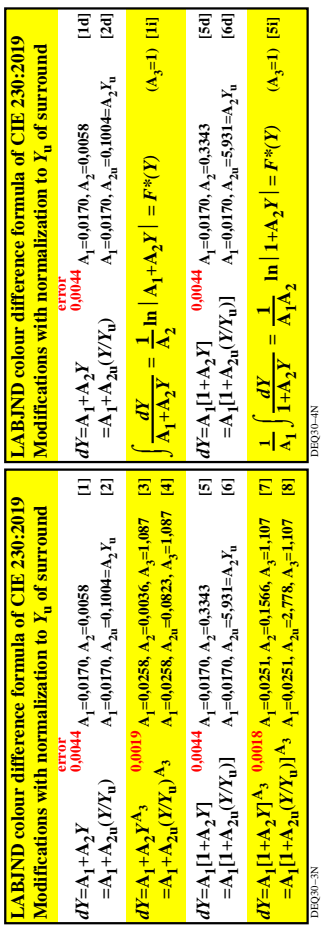 LABJND colour difference formula of CIE 230:2019
Modifications with normalization to Yu of surround
error
dY=A1+A2Y 0,0044 A1=0,0170, A2=0,0058 [1]
=A1+A2u(Y/Yu) A1=0,0170, A2u=0,1004=A2Yu [2]
dY=A1+A2Y^A3 0,0019 A1=0,0258, A2=0,0036, A3=1,087 [3]
=A1+A2u(Y/Yu)^A3 A1=0,0258, A2u=0,0823, A3=1,087 [4]
dY=A1[1+A2Y] 0,0044 A1=0,0170, A2=0,3343 [5]
=A1[1+A2u(Y/Yu)] A1=0,0170, A2u=5,931=A2Yu [6]
dY=A1[1+A2Y]^A3 0,0018 A1=0,0251, A2=0,1566, A3=1,107 [7]
=A1[1+A2u(Y/Yu)]^A3 A1=0,0251, A2u=2,778, A3=1,107 [8]
DEQ30-3N
LABJND colour difference formula of CIE 230:2019
Modifications with normalization to Yu of surround
error
dY=A1+A2Y 0,0044 A1=0,0170, A2=0,0058 [1d]
=A1+A2u(Y/Yu) A1=0,0170, A2u=0,1004=A2Yu [2d]
∫ dY/(A1+A2Y) = 1/A2 ln | A1+A2Y | = F*(Y) (A3=1) [1i]
dY=A1[1+A2Y] 0,0044 A1=0,0170, A2=0,3343 [5d]
=A1[1+A2u(Y/Yu)] A1=0,0170, A2u=5,931=A2Yu [6d]
1/A1 ∫ dY/(1+A2Y) = 1/(A1A2) ln | 1+A2Y | = F*(Y) (A3=1) [5i]
DEQ30-4N